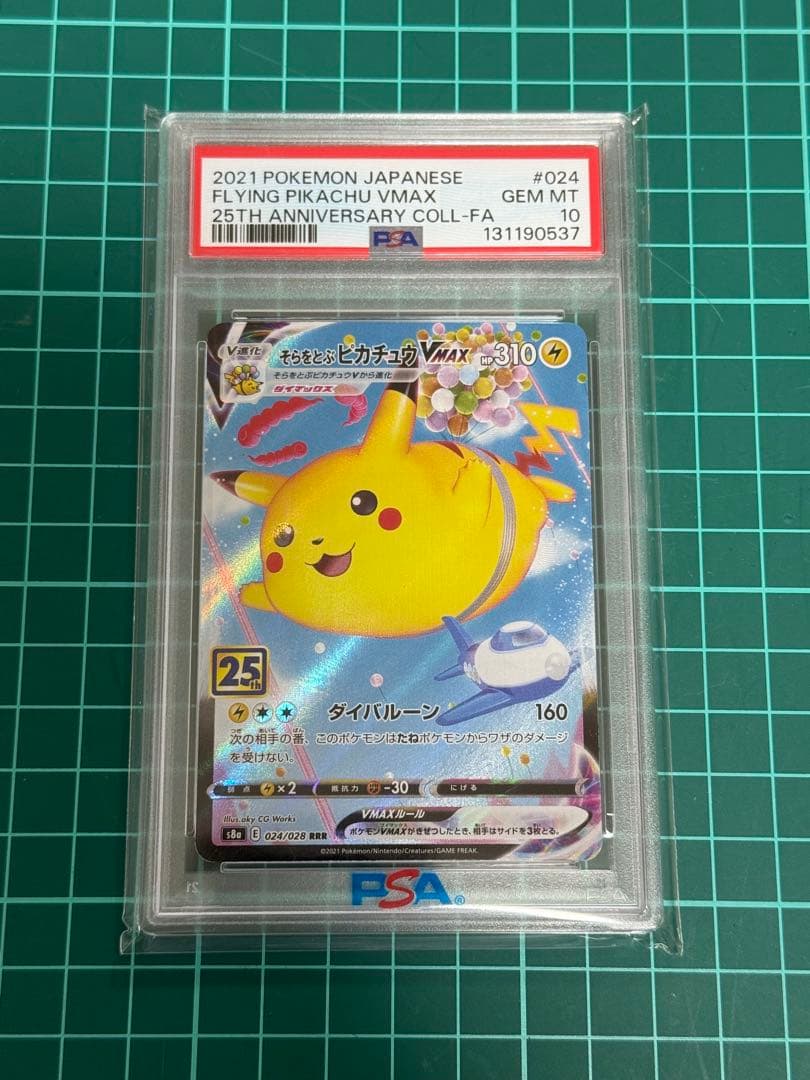 2021 POKEMON JAPANESE #024
FLYING PIKACHU VMAX GEM MT
25TH ANNIVERSARY COLL-FA 10
PSA 131190537
V進化 そらをとぶピカチュウVMAX HP310
そらをとぶピカチュウVから進化
ダイマックス
25th
ダイバルーン 160
次の相手の番、このポケモンはたねポケモンからワザのダメージ
を受けない。
弱点 ×2 抵抗力 -30 にげる
Illus.aky CG Works
VMAXルール
ポケモンVMAXがきぜつしたとき、相手はサイドを3枚とる。
s8a E 024/028 RRR
©2021 Pokémon/Nintendo/Creatures/GAME FREAK.
PSA®